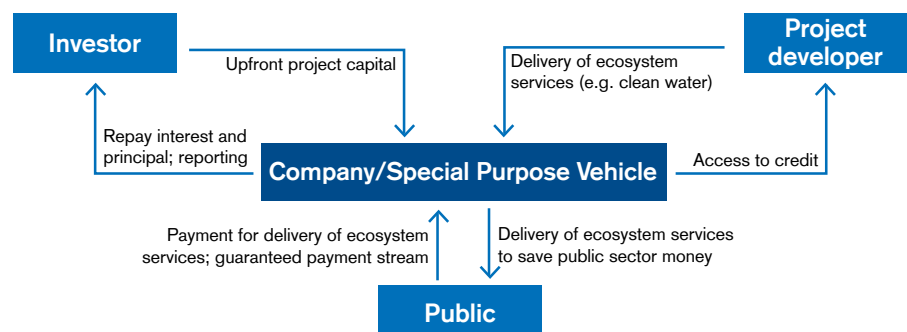 Investor
Project
developer
Upfront project capital
Delivery of ecosystem
services (e.g. clean water)
Repay interest and
principal; reporting
Company/Special Purpose Vehicle
Access to credit
Payment for delivery of ecosystem
services; guaranteed payment stream
Delivery of ecosystem services
to save public sector money
Public